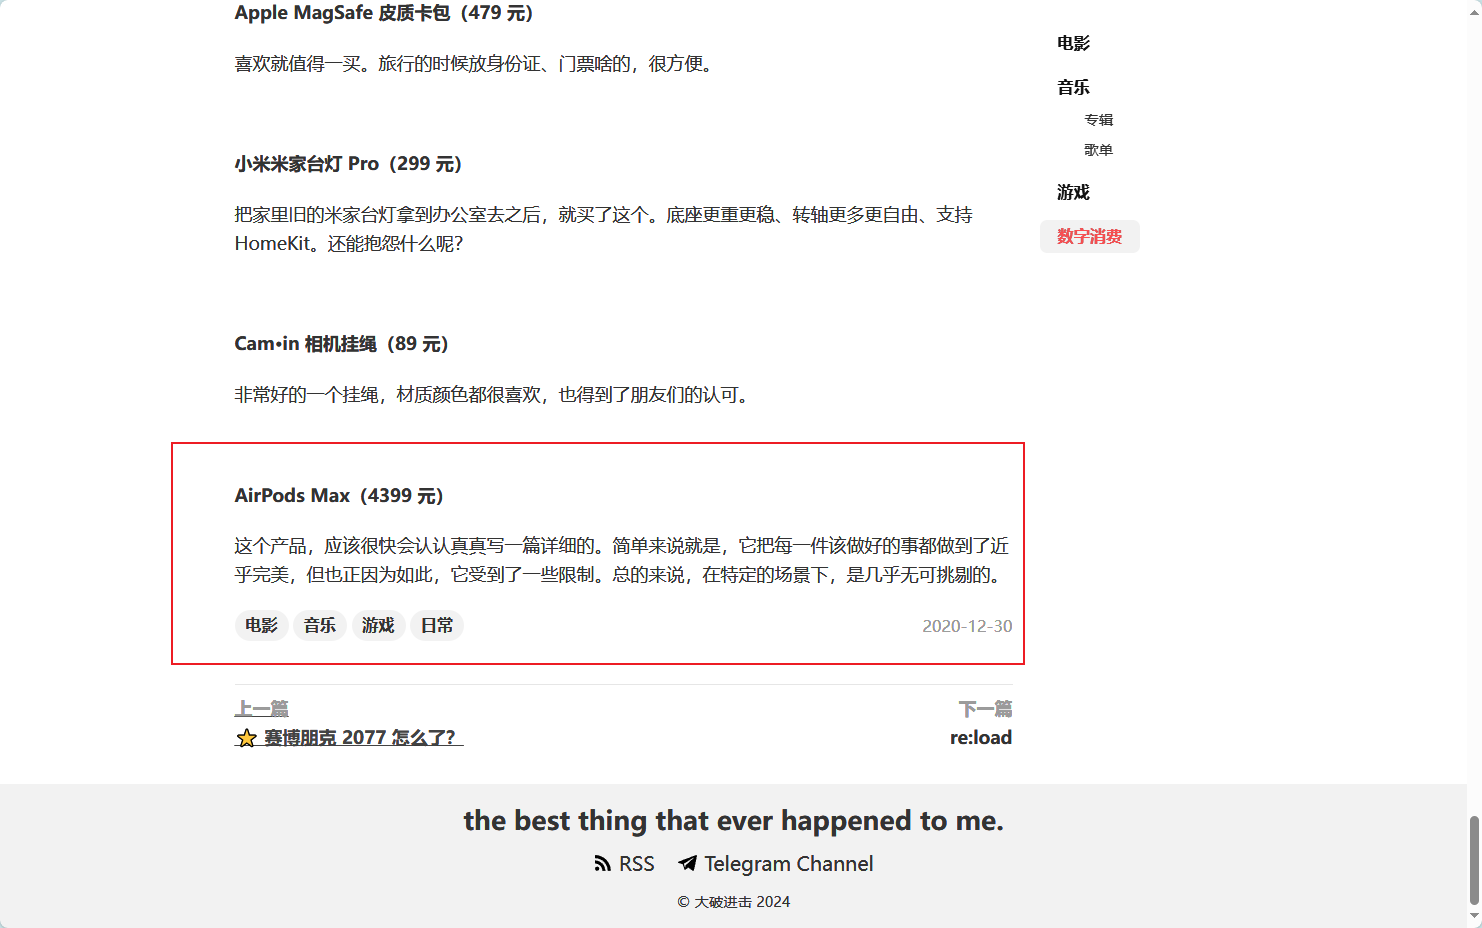 Apple MagSafe 皮质卡包（479 元）
喜欢就值得一买。旅行的时候放身份证、门票啥的，很方便。
小米米家台灯 Pro（299 元）
把家里旧的米家台灯拿到办公室去之后，就买了这个。底座更重更稳、转轴更多更自由、支持
HomeKit。还能抱怨什么呢？
Cam•in 相机挂绳（89 元）
非常好的一个挂绳，材质颜色都很喜欢，也得到了朋友们的认可。
AirPods Max（4399 元）
这个产品，应该很快会认认真真写一篇详细的。简单来说就是，它把每一件该做好的事都做到了近
乎完美，但也正因为如此，它受到了一些限制。总的来说，在特定的场景下，是几乎无可挑剔的。
电影 音乐 游戏 日常 2020-12-30
上一篇 下一篇
⭐ 赛博朋克 2077 怎么了？ re:load
电影
音乐
专辑
歌单
游戏
数字消费
the best thing that ever happened to me.
RSS Telegram Channel
© 大破进击 2024